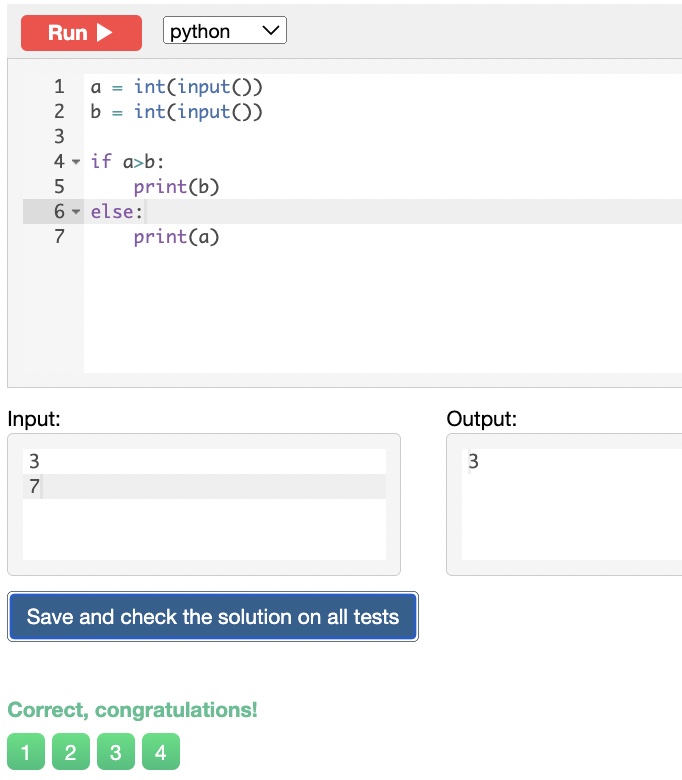 Run python
1 a = int(input())
2 b = int(input())
3
4 if a>b:
5     print(b)
6 else:
7     print(a)
Input: Output:
3 3
7
Save and check the solution on all tests
Correct, congratulations!
1 2 3 4